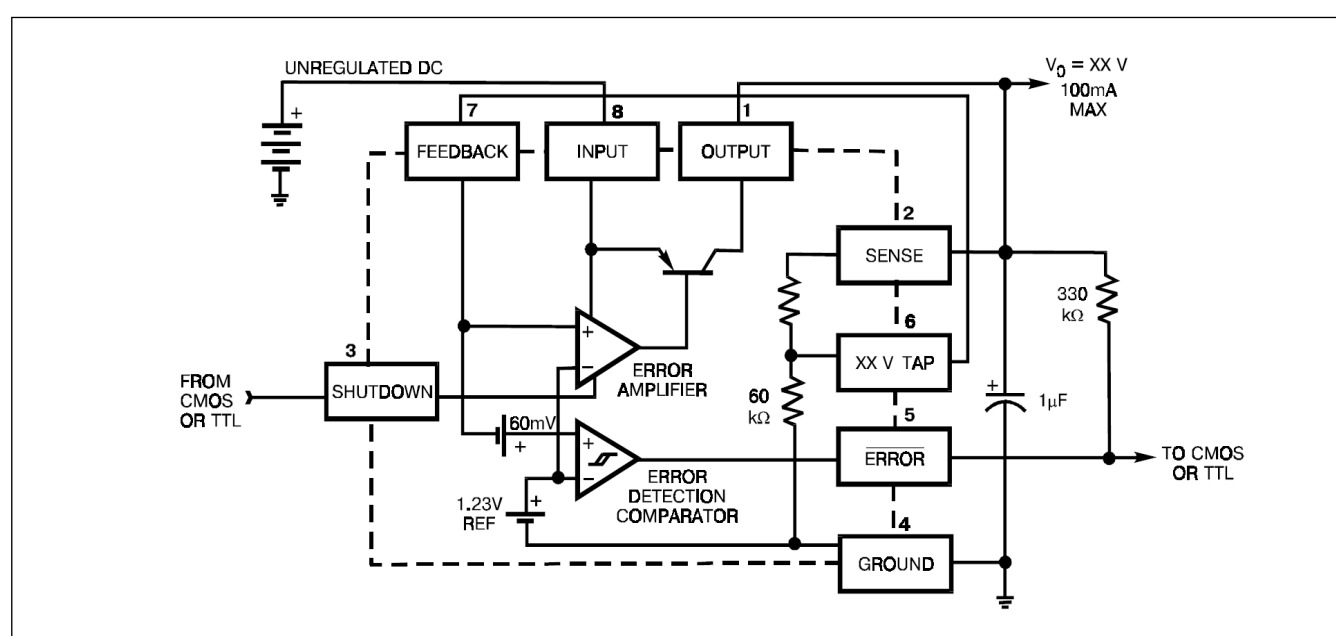 UNREGULATED DC
V0 = XX V
100mA
MAX
+
7
8
1
FEEDBACK
INPUT
OUTPUT
2
SENSE
330
kΩ
6
XX V TAP
+
−
ERROR
AMPLIFIER
3
SHUTDOWN
FROM
CMOS
OR TTL
60
kΩ
+
1µF
5
60mV
+
+
−
ERROR
TO CMOS
OR TTL
ERROR
DETECTION
COMPARATOR
1.23V
REF
+
4
GROUND